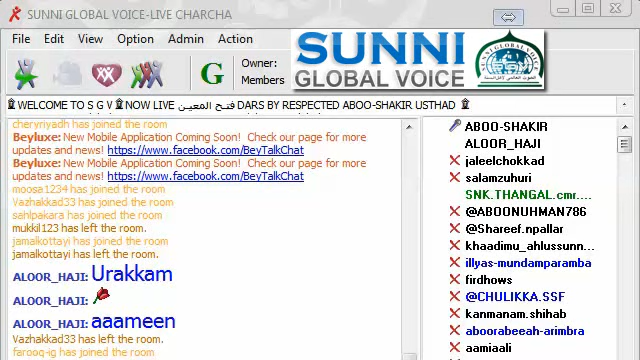 SUNNI GLOBAL VOICE-LIVE CHARCHA
File Edit View Option Admin Action
SUNNI
GLOBAL VOICE
SUNNI GLOBAL VOICE
G
Owner:
Members
WELCOME TO S G V NOW LIVE فتح المعين DARS BY RESPECTED ABOO-SHAKIR USTHAD
cheryriyadh has joined the room
Beyluxe: New Mobile Application Coming Soon! Check our page for more
updates and news! https://www.facebook.com/BeyTalkChat
Beyluxe: New Mobile Application Coming Soon! Check our page for more
updates and news! https://www.facebook.com/BeyTalkChat
moosa1234 has joined the room
Vazhakkad33 has joined the room
sahlpakara has joined the room
mukkil123 has left the room.
jamalkottayi has joined the room
jamalkottayi has left the room.
ALOOR_HAJI: Urakkam
ALOOR_HAJI:
ALOOR_HAJI: aaameen
Vazhakkad33 has left the room.
farooq-ig has joined the room
ABOO-SHAKIR
ALOOR_HAJI
jaleelchokkad
salamzuhuri
SNK.THANGAL.cmr....
@ABOONUHMAN786
@Shareef.npallar
khaadimu_ahlussunn...
illyas-mundamparamba
firdhows
@CHULIKKA.SSF
kanmanam.shihab
aboorabeeah-arimbra
aamiaali